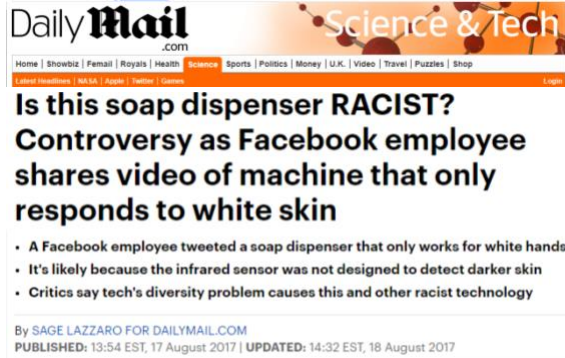 Daily Mail
.com
Science & Tech
Home | Showbiz | Femail | Royals | Health | Science | Sports | Politics | Money | U.K. | Video | Travel | Puzzles | Shop
Latest Headlines | NASA | Apple | Twitter | Games
Login
Is this soap dispenser RACIST?
Controversy as Facebook employee
shares video of machine that only
responds to white skin
• A Facebook employee tweeted a soap dispenser that only works for white hands
• It's likely because the infrared sensor was not designed to detect darker skin
• Critics say tech's diversity problem causes this and other racist technology
By SAGE LAZZARO FOR DAILYMAIL.COM
PUBLISHED: 13:54 EST, 17 August 2017 | UPDATED: 14:32 EST, 18 August 2017